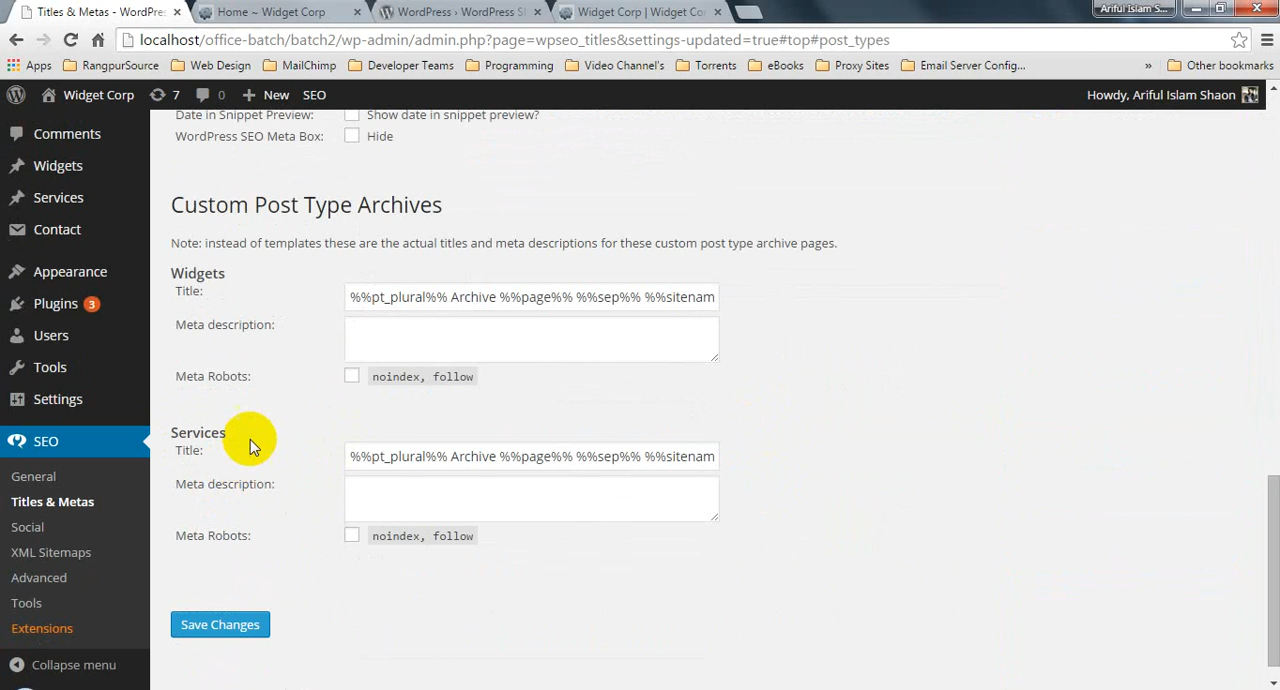 Titles & Metas - WordPre
Home ~ Widget Corp
WordPress › WordPress S
Widget Corp | Widget Co
Ariful Islam S...
localhost/office-batch/batch2/wp-admin/admin.php?page=wpseo_titles&settings-updated=true#top#post_types
Apps RangpurSource Web Design MailChimp Developer Teams Programming Video Channel's Torrents eBooks Proxy Sites Email Server Config... » Other bookmarks
Widget Corp 7 0 New SEO Howdy, Ariful Islam Shaon
Comments
Widgets
Services
Contact
Appearance
Plugins 3
Users
Tools
Settings
SEO
General
Titles & Metas
Social
XML Sitemaps
Advanced
Tools
Extensions
Collapse menu
Date in Snippet Preview: Show date in snippet preview?
WordPress SEO Meta Box: Hide
Custom Post Type Archives
Note: instead of templates these are the actual titles and meta descriptions for these custom post type archive pages.
Widgets
Title: %%pt_plural%% Archive %%page%% %%sep%% %%sitenam
Meta description:
Meta Robots: noindex, follow
Services
Title: %%pt_plural%% Archive %%page%% %%sep%% %%sitenam
Meta description:
Meta Robots: noindex, follow
Save Changes